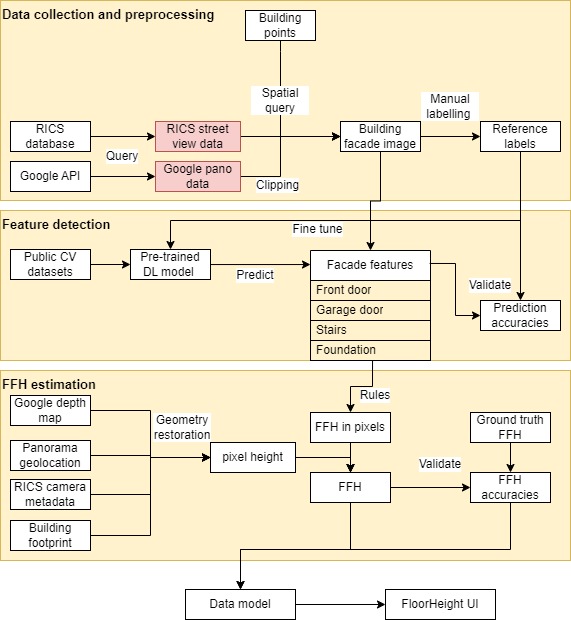 Data collection and preprocessing
Building
points
Spatial
query
Manual
labelling
RICS
database
RICS street
view data
Building
facade image
Reference
labels
Query
Google API
Google pano
data
Clipping
Feature detection
Fine tune
Public CV
datasets
Pre-trained
DL model
Predict
Facade features
Front door
Garage door
Stairs
Foundation
Validate
Prediction
accuracies
FFH estimation
Google depth
map
Panorama
geolocation
RICS camera
metadata
Building
footprint
Geometry
restoration
pixel height
Rules
FFH in pixels
FFH
Validate
Ground truth
FFH
FFH
accuracies
Data model
FloorHeight UI